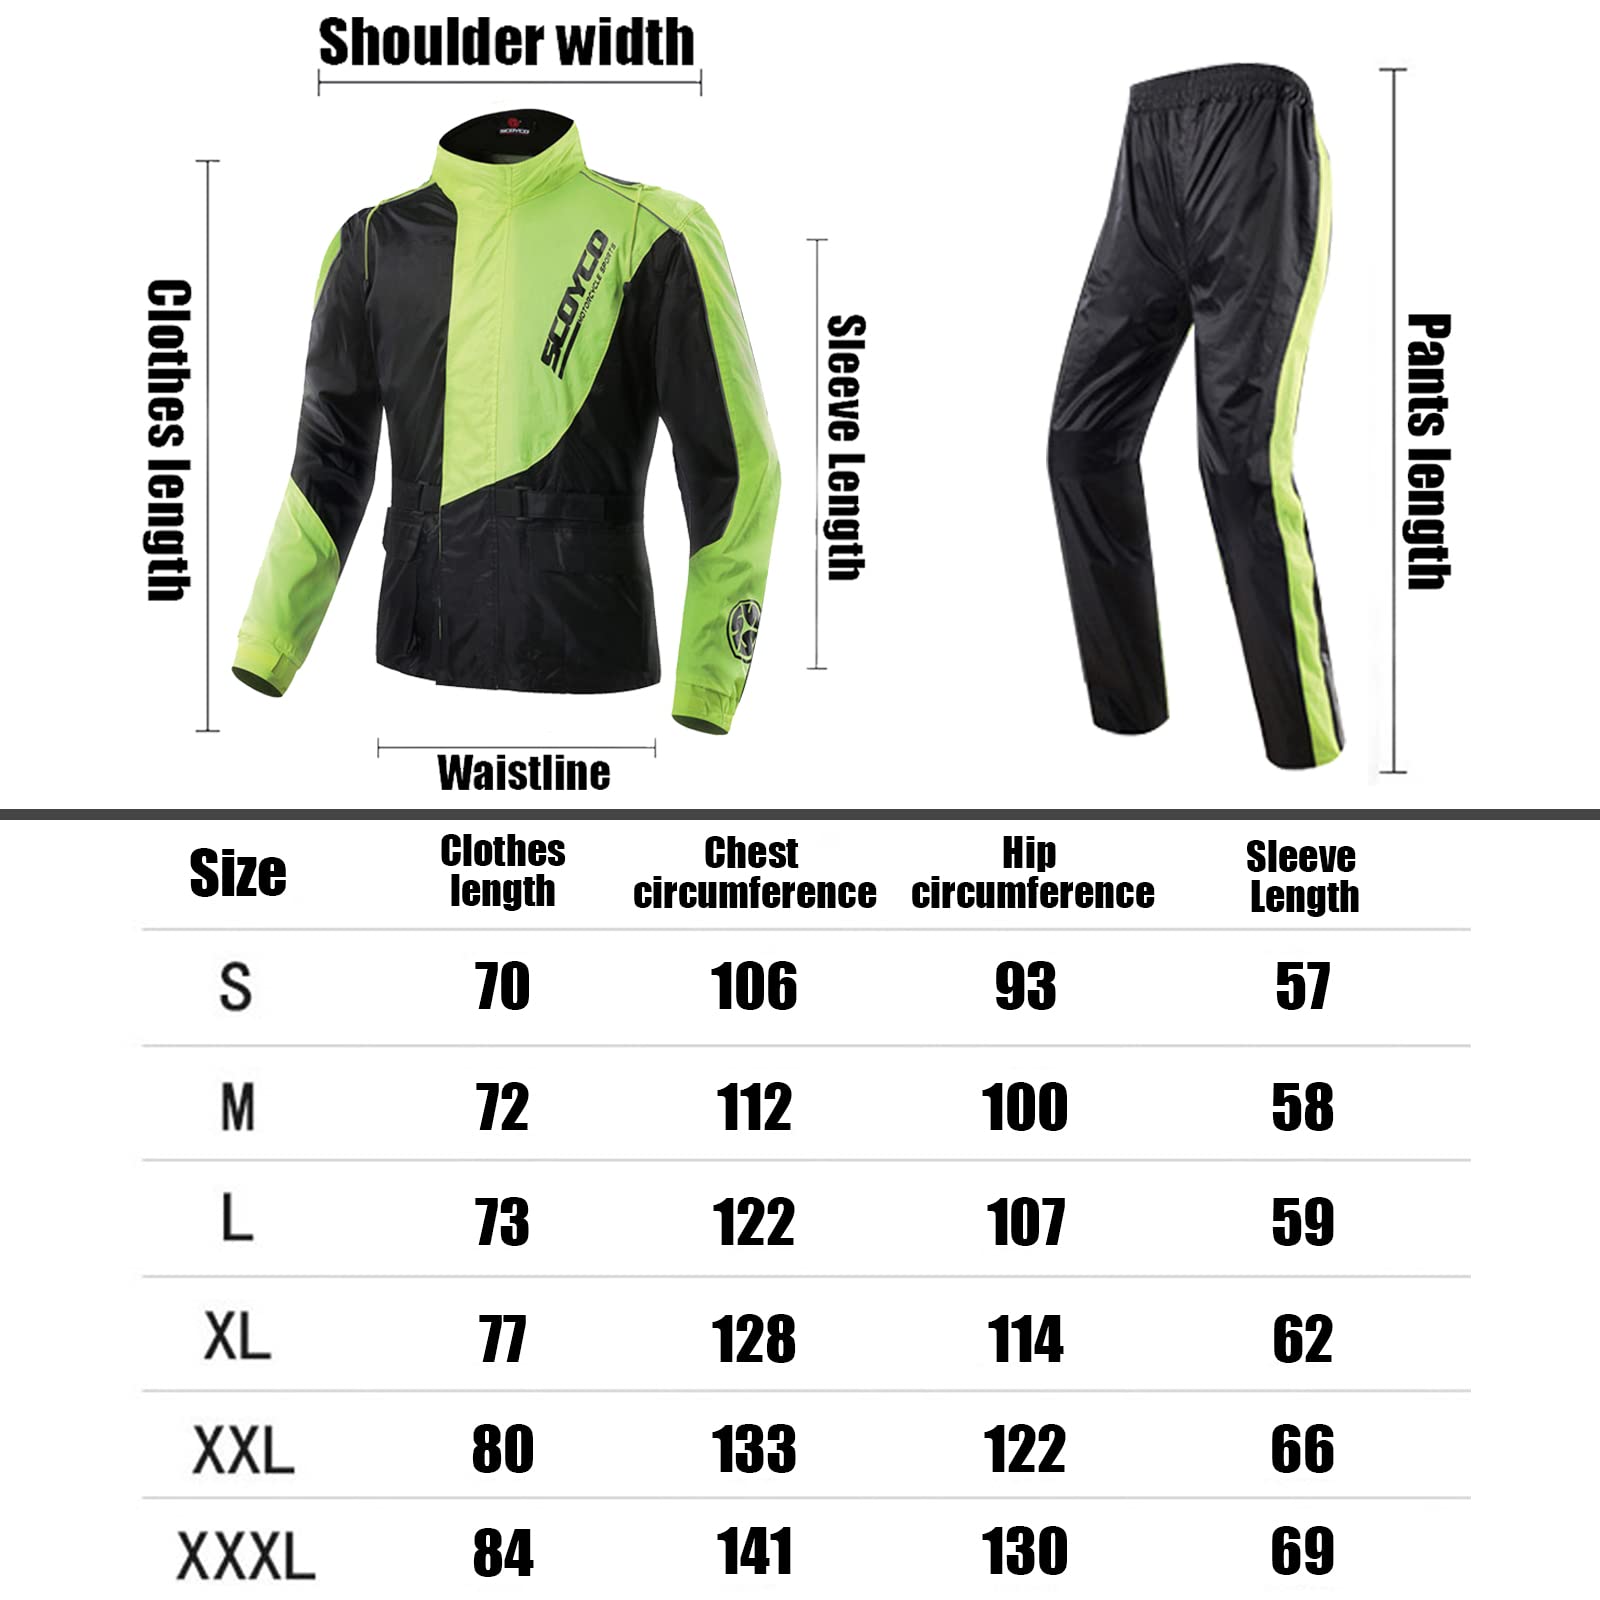 Shoulder width
SCOYCO
SCOYCO
MOTORCYCLE SPORTS
Clothes length
Sleeve Length
Pants length
Waistline
Size Clothes length Chest circumference Hip circumference Sleeve Length
S 70 106 93 57
M 72 112 100 58
L 73 122 107 59
XL 77 128 114 62
XXL 80 133 122 66
XXXL 84 141 130 69